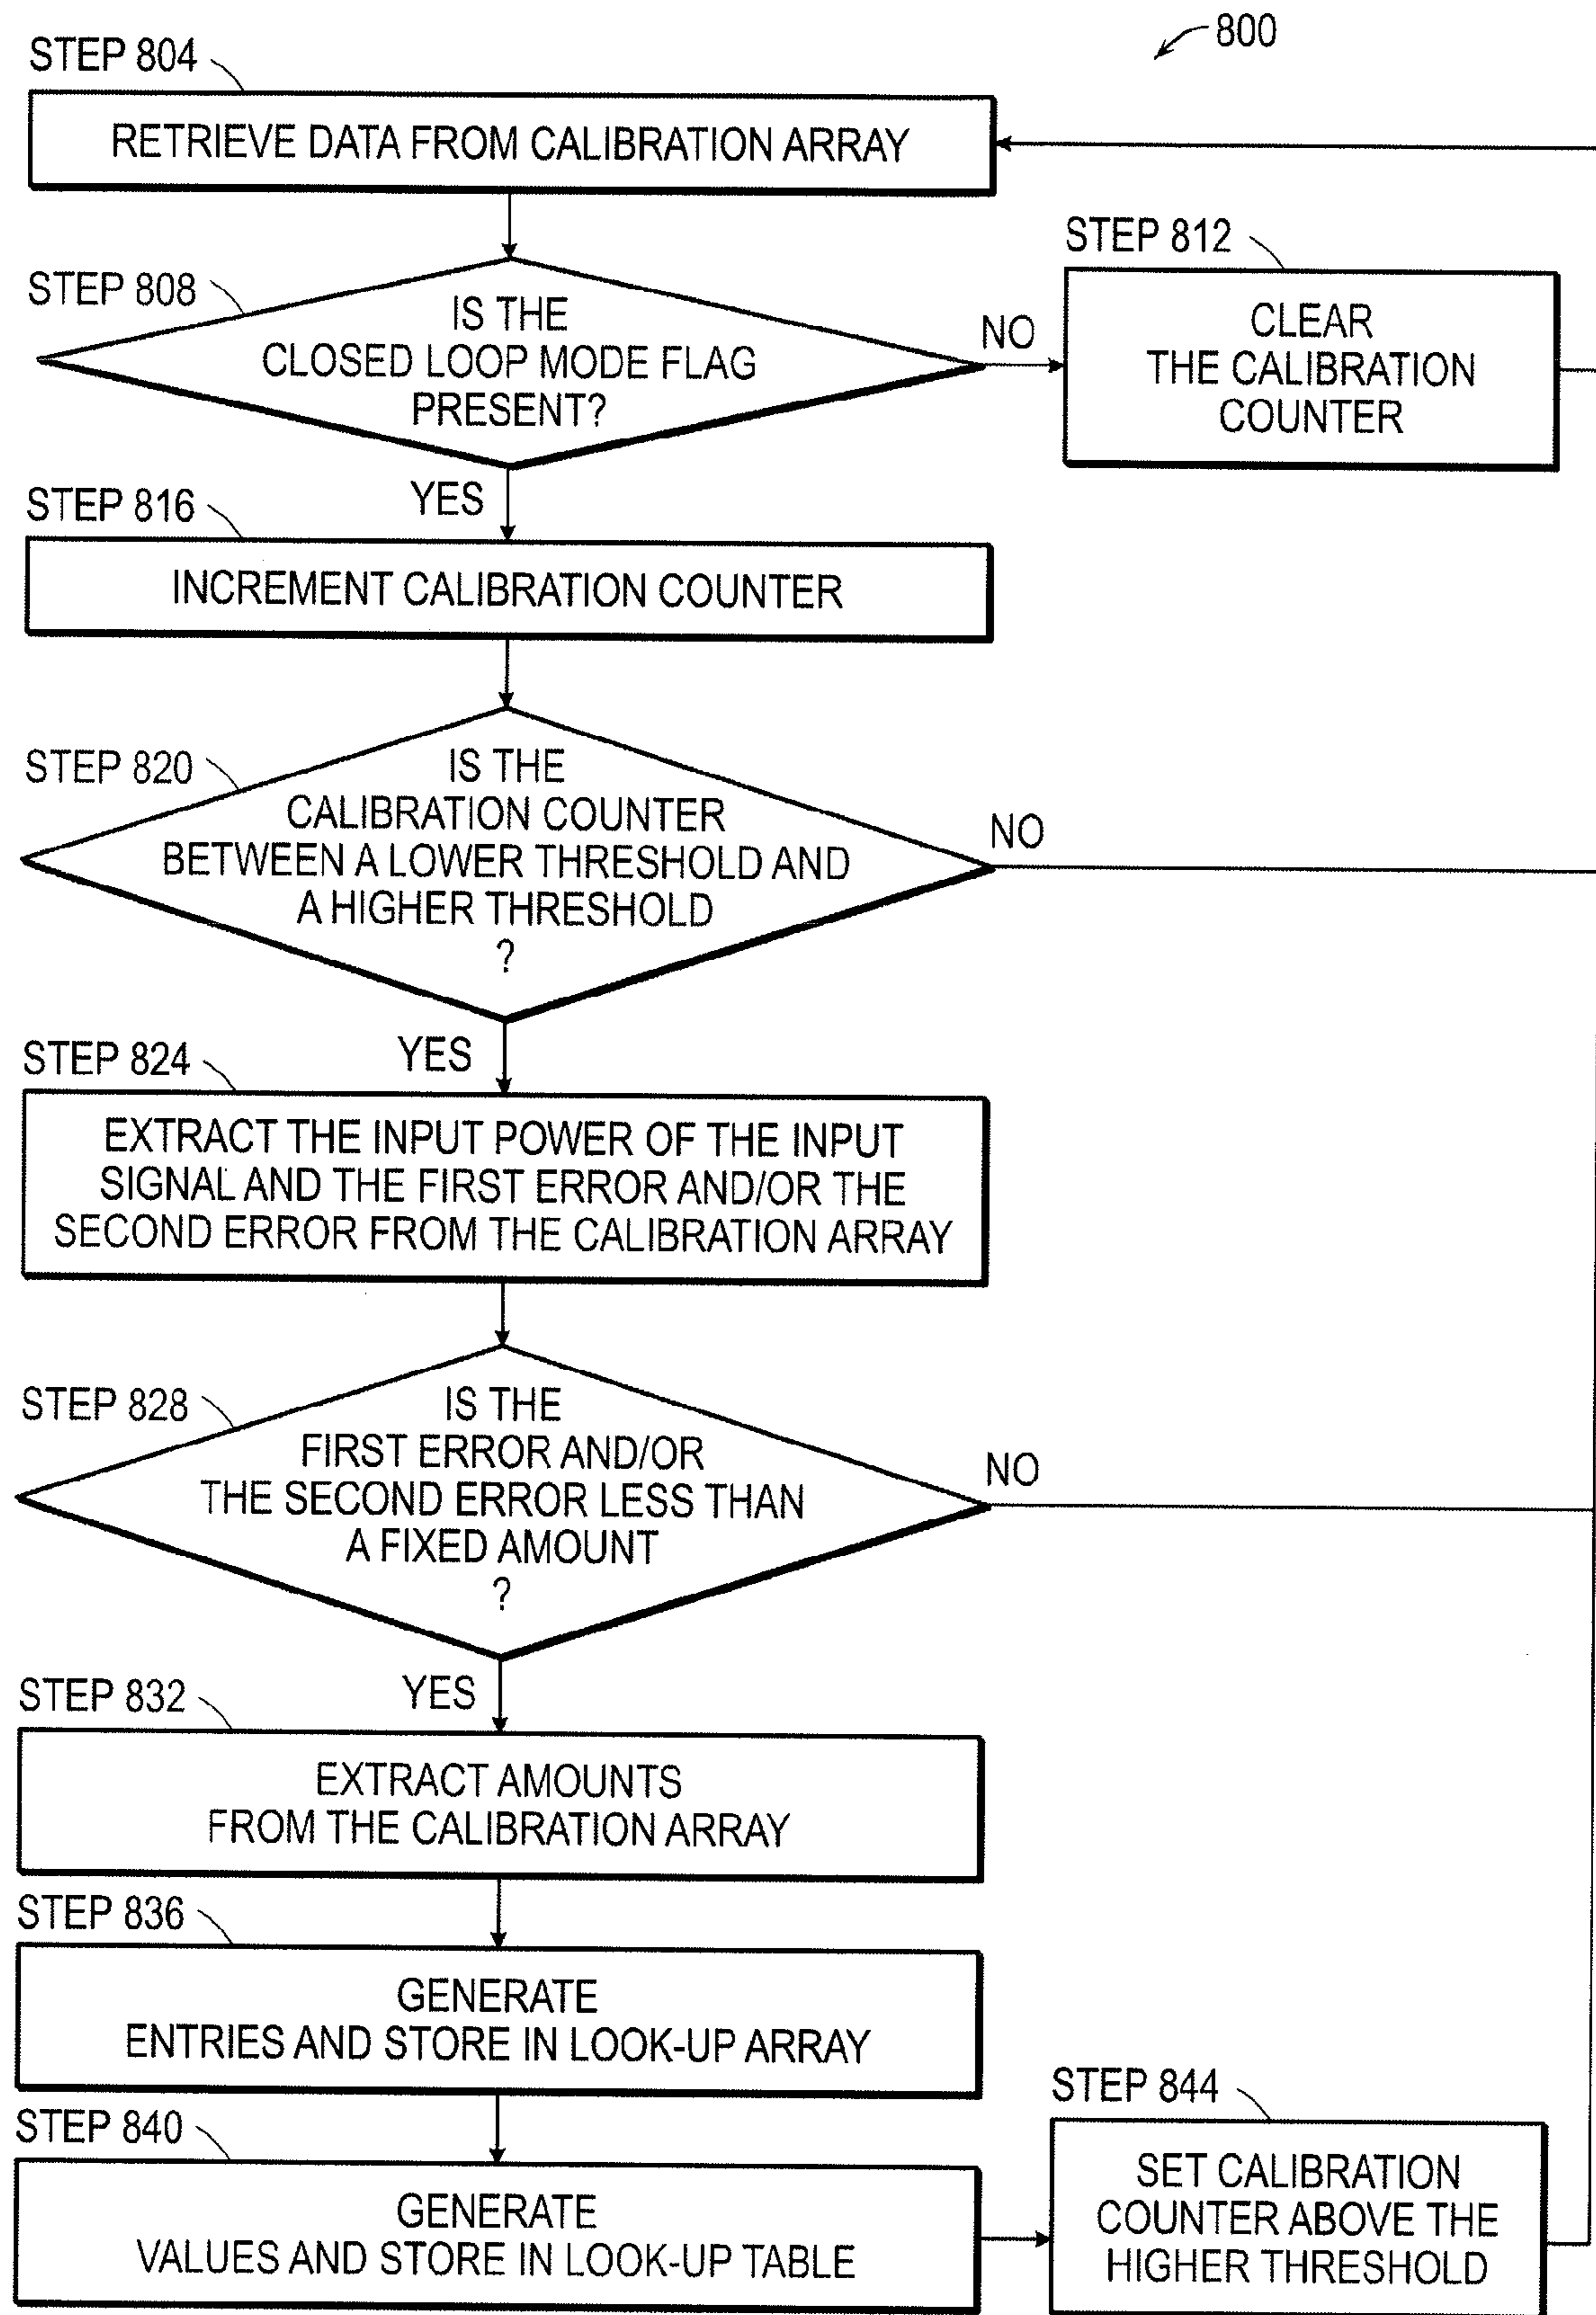 800
STEP 804
RETRIEVE DATA FROM CALIBRATION ARRAY
STEP 808
IS THE
CLOSED LOOP MODE FLAG
PRESENT?
NO
STEP 812
CLEAR
THE CALIBRATION
COUNTER
YES
STEP 816
INCREMENT CALIBRATION COUNTER
STEP 820
IS THE
CALIBRATION COUNTER
BETWEEN A LOWER THRESHOLD AND
A HIGHER THRESHOLD
?
NO
YES
STEP 824
EXTRACT THE INPUT POWER OF THE INPUT
SIGNAL AND THE FIRST ERROR AND/OR THE
SECOND ERROR FROM THE CALIBRATION ARRAY
STEP 828
IS THE
FIRST ERROR AND/OR
THE SECOND ERROR LESS THAN
A FIXED AMOUNT
?
NO
YES
STEP 832
EXTRACT AMOUNTS
FROM THE CALIBRATION ARRAY
STEP 836
GENERATE
ENTRIES AND STORE IN LOOK-UP ARRAY
STEP 840
GENERATE
VALUES AND STORE IN LOOK-UP TABLE
STEP 844
SET CALIBRATION
COUNTER ABOVE THE
HIGHER THRESHOLD